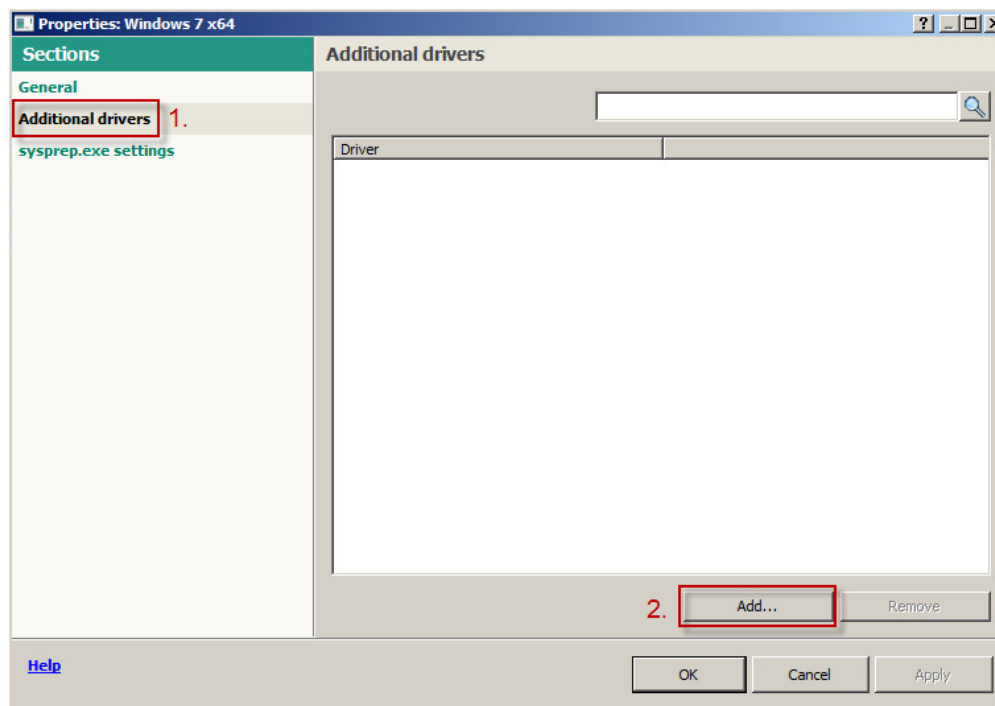 Properties: Windows 7 x64
Sections
Additional drivers
General
Additional drivers 1.
sysprep.exe settings
Driver
2. Add... Remove
Help
OK Cancel Apply